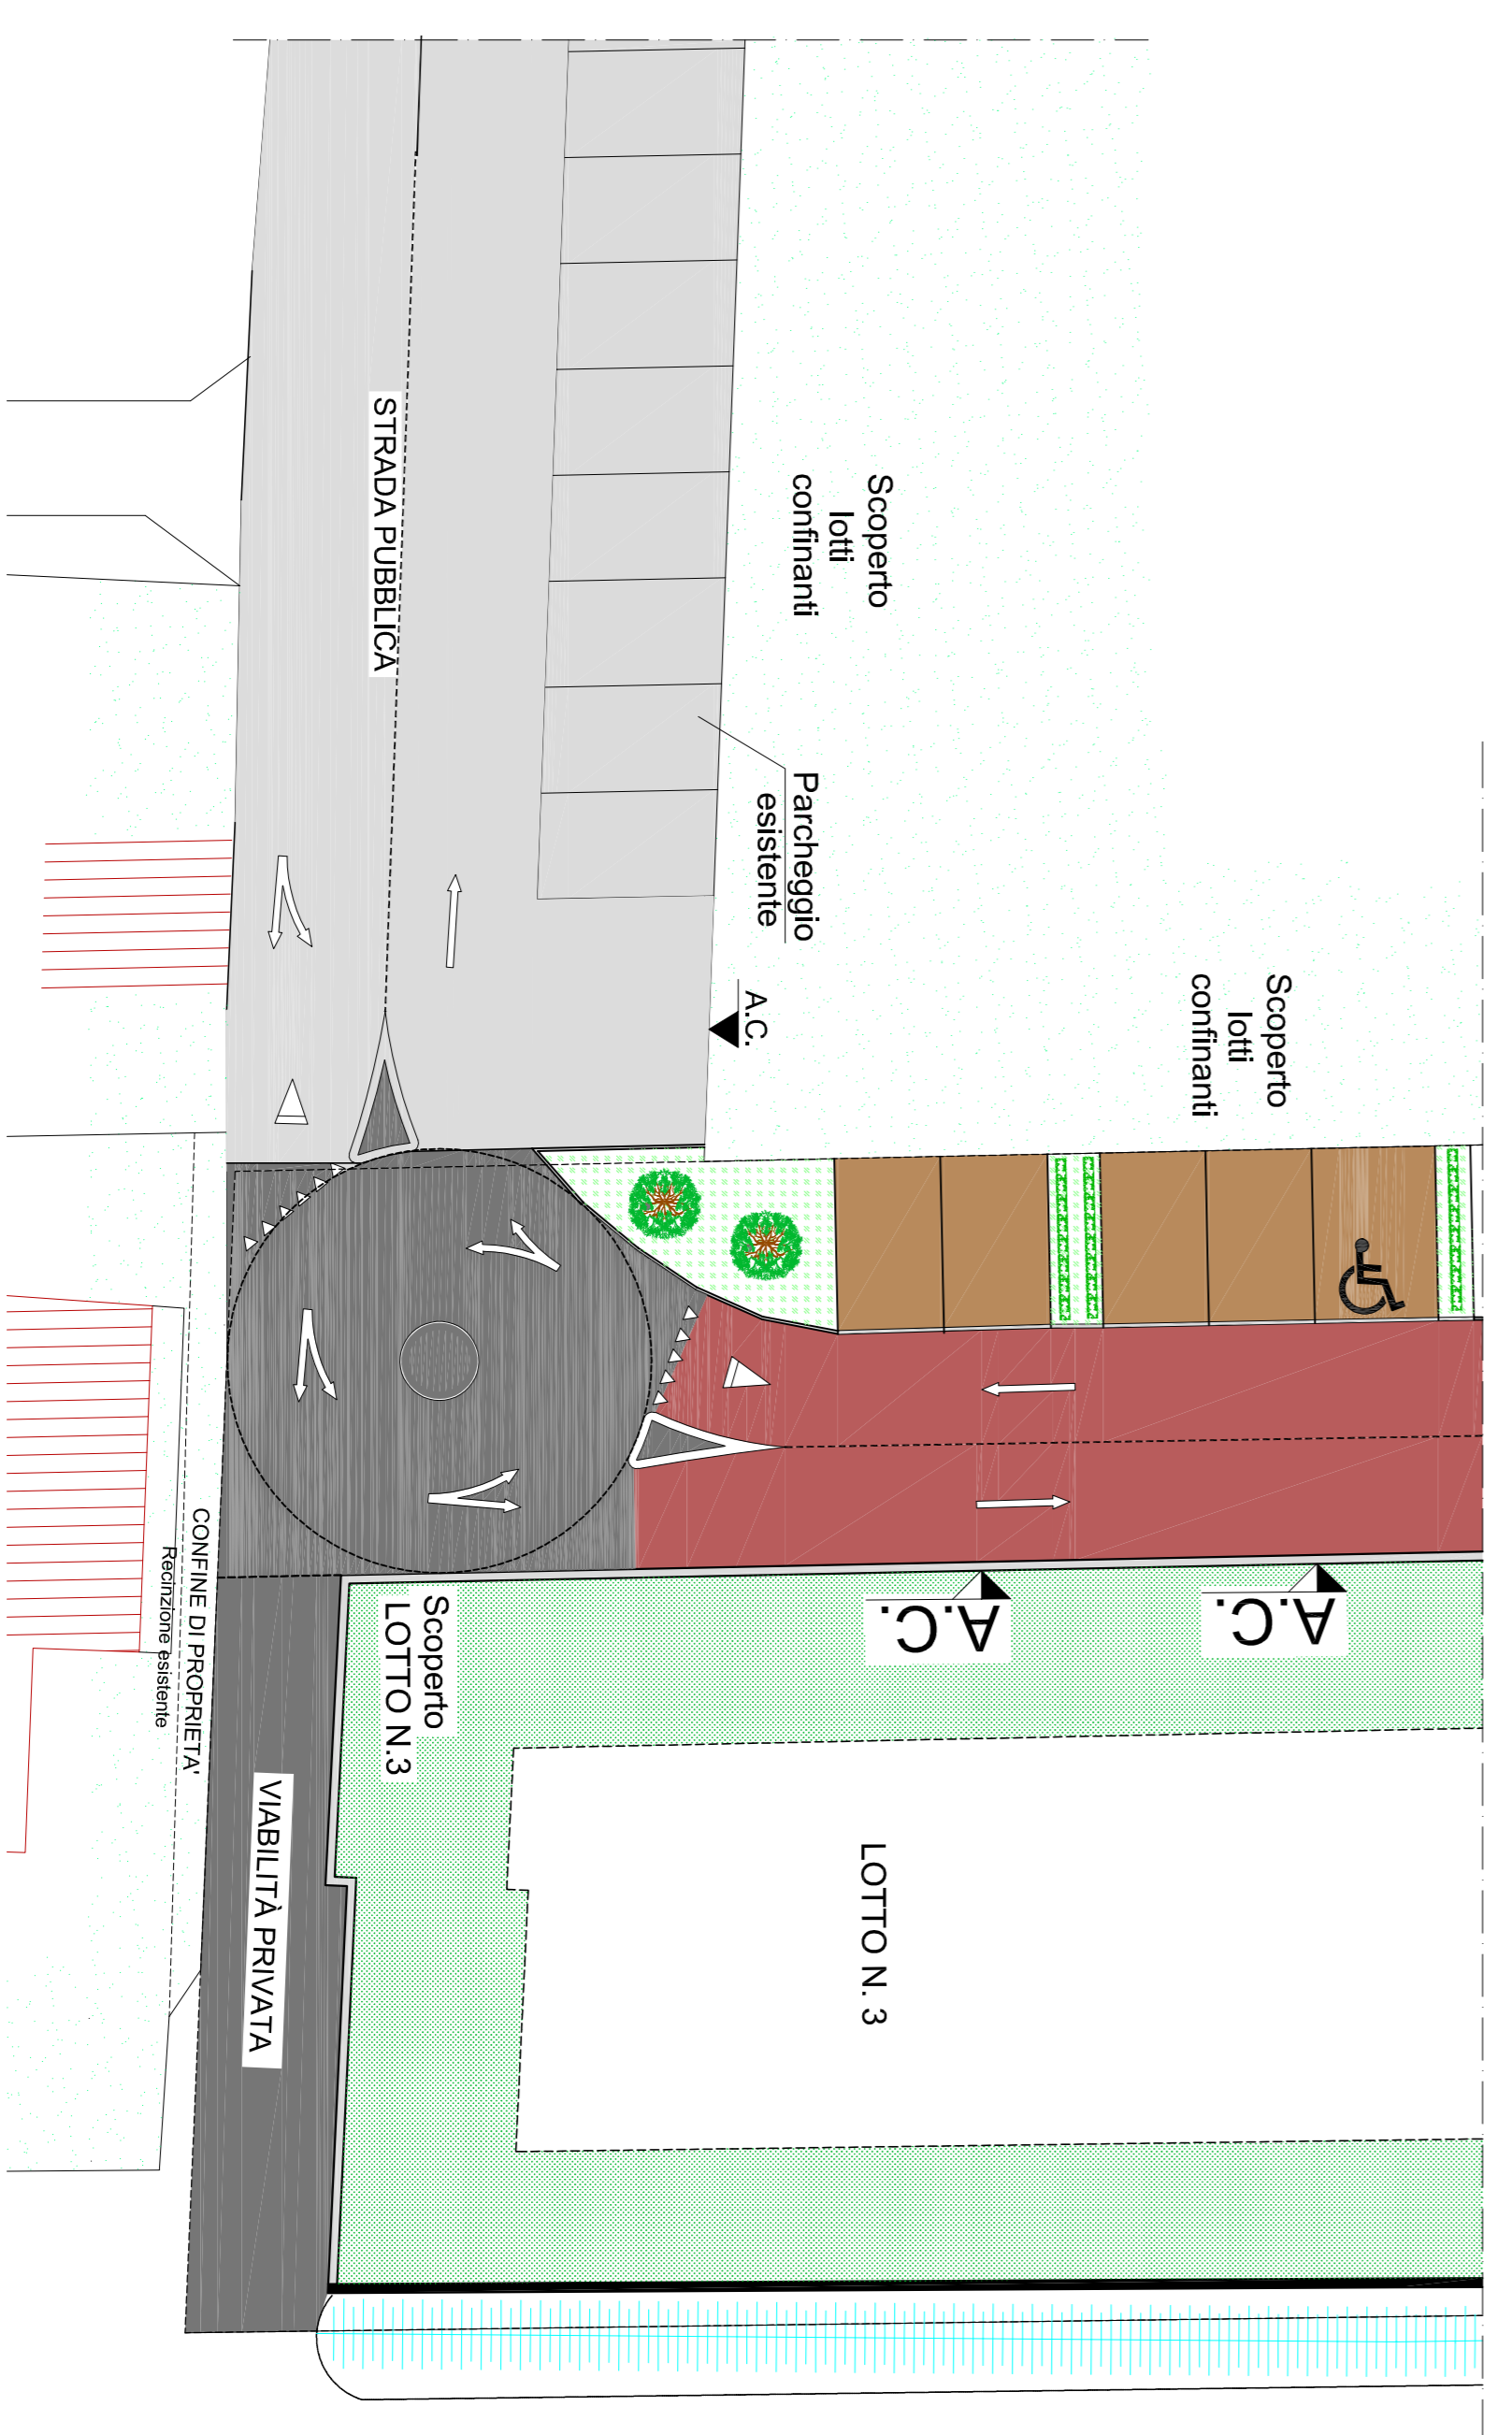 Scoperto
lotti
confinanti
STRADA PUBBLICA
Parcheggio
esistente
A.C.
Scoperto
lotti
confinanti
A.C.
A.C.
Scoperto
LOTTO N.3
CONFINE DI PROPRIETA'
Recinzione esistente
VIABILITÀ PRIVATA
LOTTO N. 3